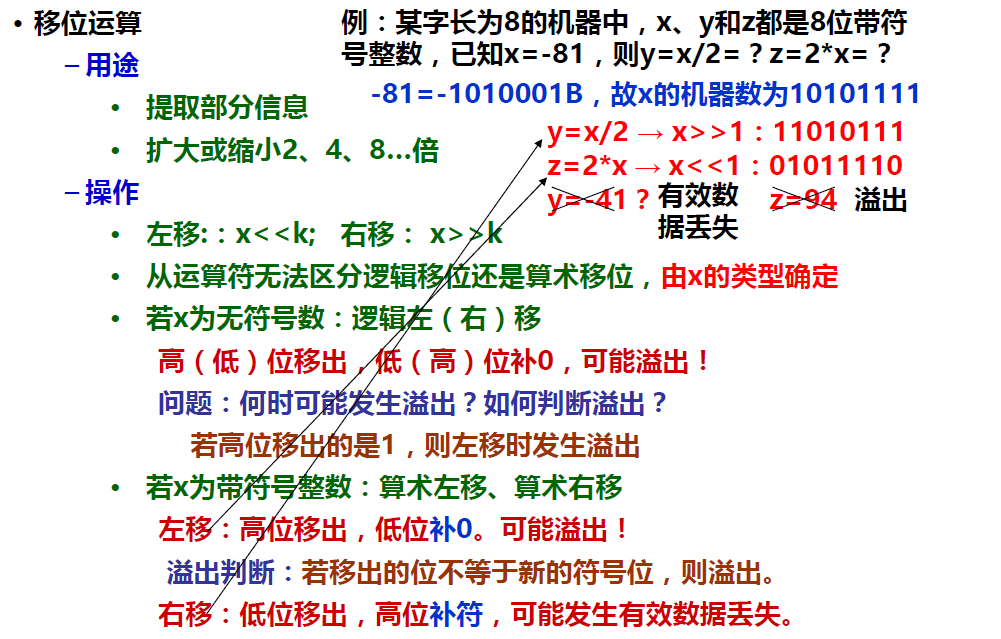 • 移位运算
– 用途
• 提取部分信息
• 扩大或缩小2、4、8…倍
– 操作
• 左移:：x<<k; 右移： x>>k
• 从运算符无法区分逻辑移位还是算术移位，由x的类型确定
• 若x为无符号数：逻辑左（右）移
高（低）位移出，低（高）位补0，可能溢出！
问题：何时可能发生溢出？如何判断溢出？
若高位移出的是1，则左移时发生溢出
• 若x为带符号整数：算术左移、算术右移
左移：高位移出，低位补0。可能溢出！
溢出判断：若移出的位不等于新的符号位，则溢出。
右移：低位移出，高位补符，可能发生有效数据丢失。
例：某字长为8的机器中，x、y和z都是8位带符
号整数，已知x=-81，则y=x/2=？z=2*x=？
-81=-1010001B，故x的机器数为10101111
y=x/2 → x>>1：11010111
z=2*x → x<<1：01011110
y=-41？ 有效数
据丢失
z=94 溢出